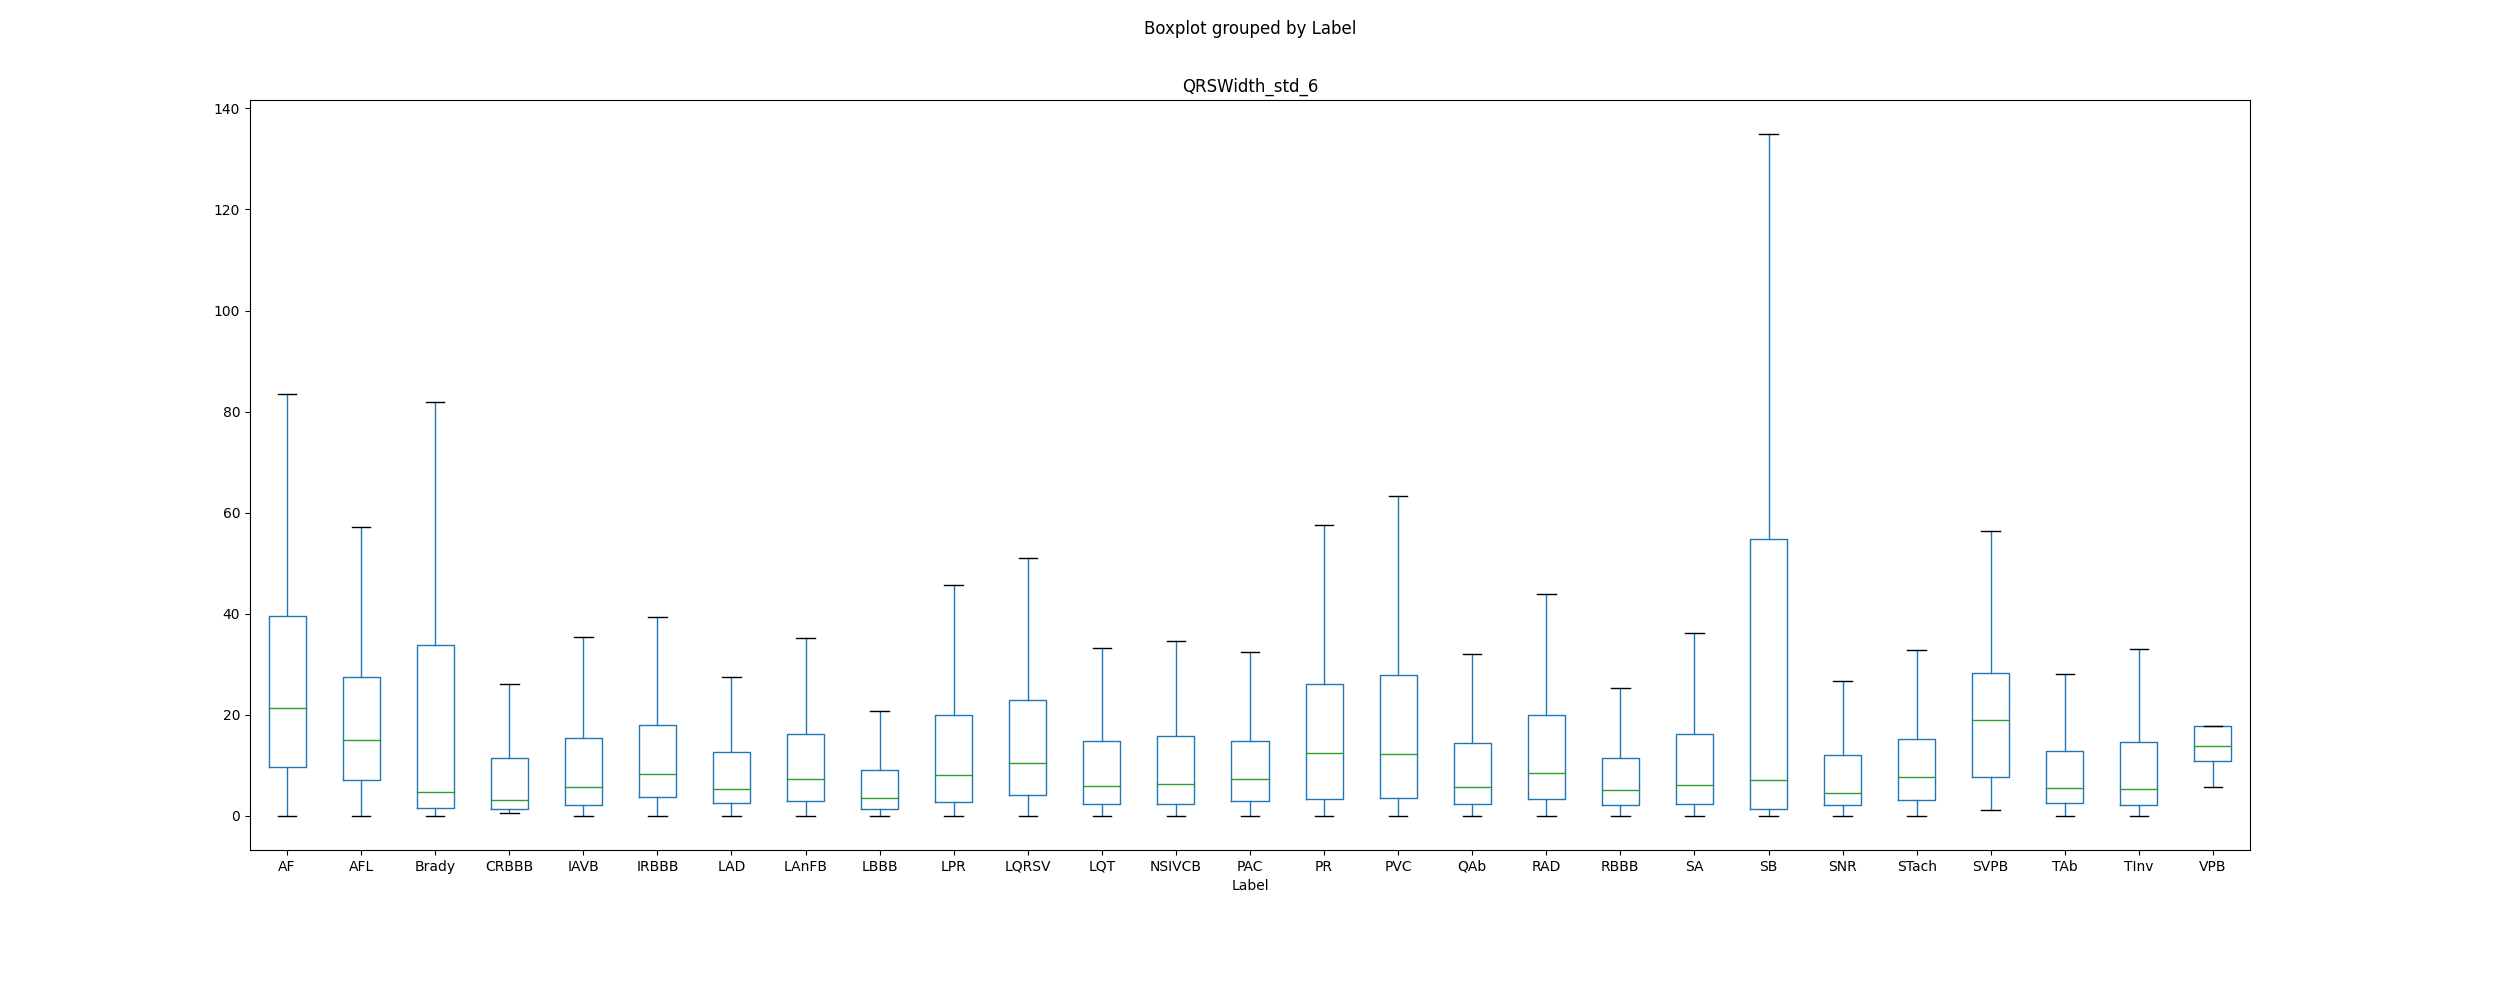 Boxplot grouped by Label
QRSWidth_std_6
140
120
100
80
60
40
20
0
AF AFL Brady CRBBB IAVB IRBBB LAD LAnFB LBBB LPR LQRSV LQT NSIVCB PAC PR PVC QAb RAD RBBB SA SB SNR STach SVPB TAb TInv VPB
Label